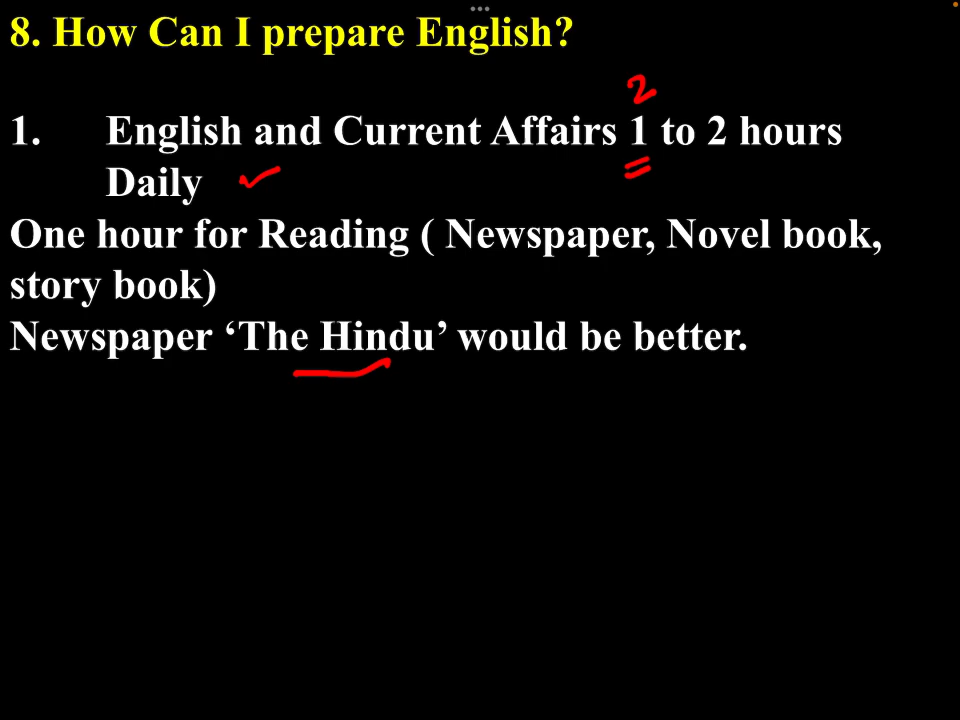 8. How Can I prepare English?
2
1. English and Current Affairs 1 to 2 hours
Daily
One hour for Reading ( Newspaper, Novel book,
story book)
Newspaper ‘The Hindu’ would be better.